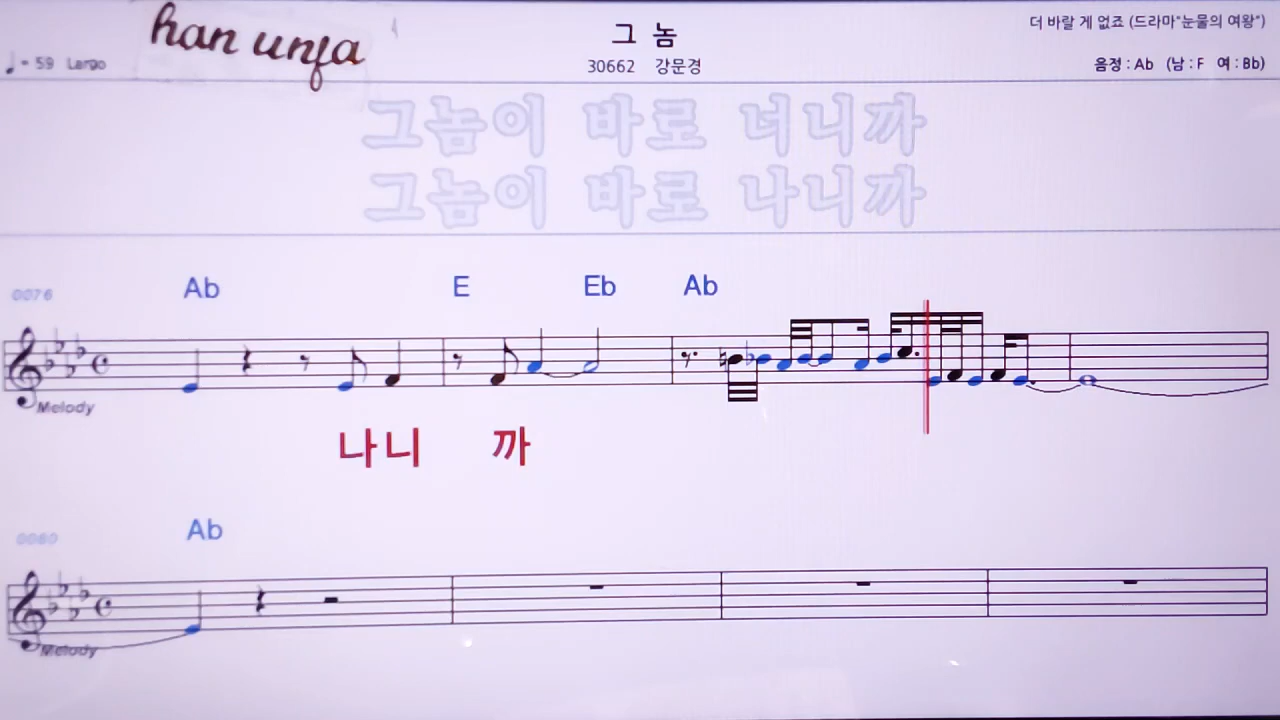 han unfa
그 놈
더 바랄 게 없죠 (드라마"눈물의 여왕")
♩= 59 Largo
30662 강문경
음정 : Ab (남 : F 여 : Bb)
그놈이 바로 너니까
그놈이 바로 나니까
0076
Ab E Eb Ab
Melody
나니 까
0080
Ab
Melody